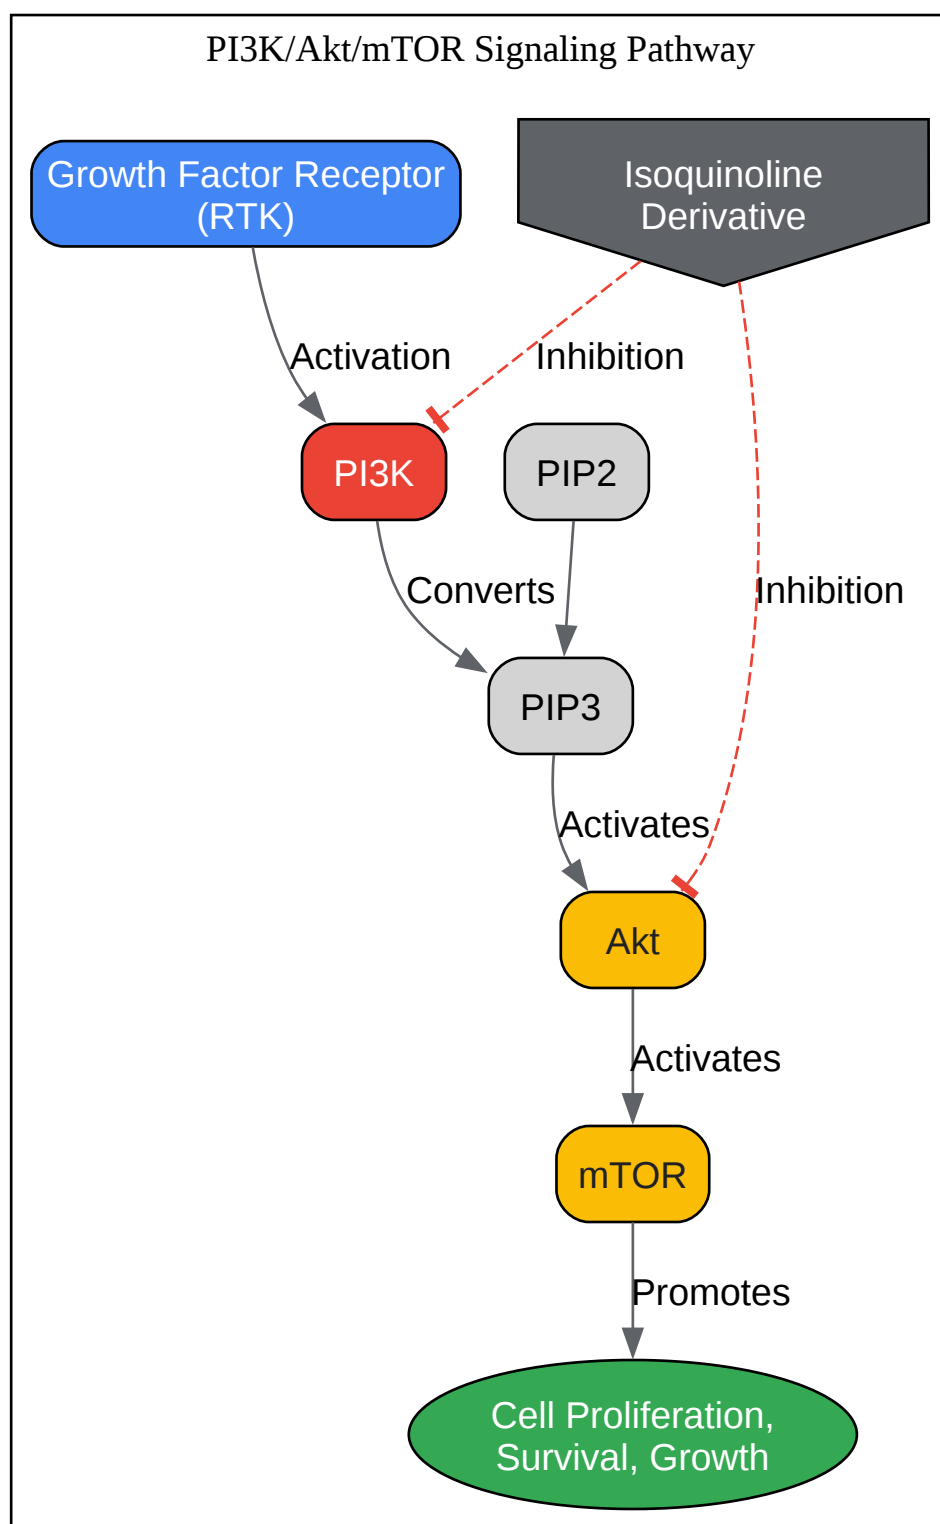 PI3K/Akt/mTOR Signaling Pathway
Growth Factor Receptor
(RTK)
Isoquinoline
Derivative
Activation
Inhibition
PI3K
PIP2
Converts
Inhibition
PIP3
Activates
Akt
Activates
mTOR
Promotes
Cell Proliferation,
Survival, Growth